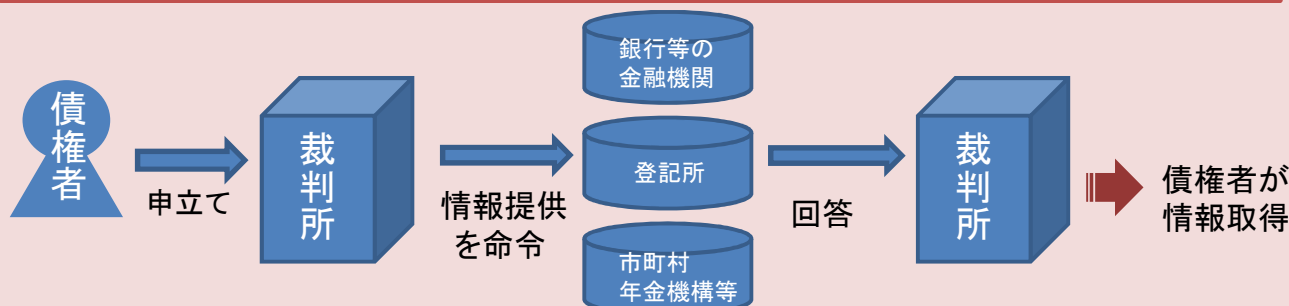 債権者
申立て
裁判所
情報提供
を命令
銀行等の
金融機関
登記所
市町村
年金機構等
回答
裁判所
債権者が
情報取得